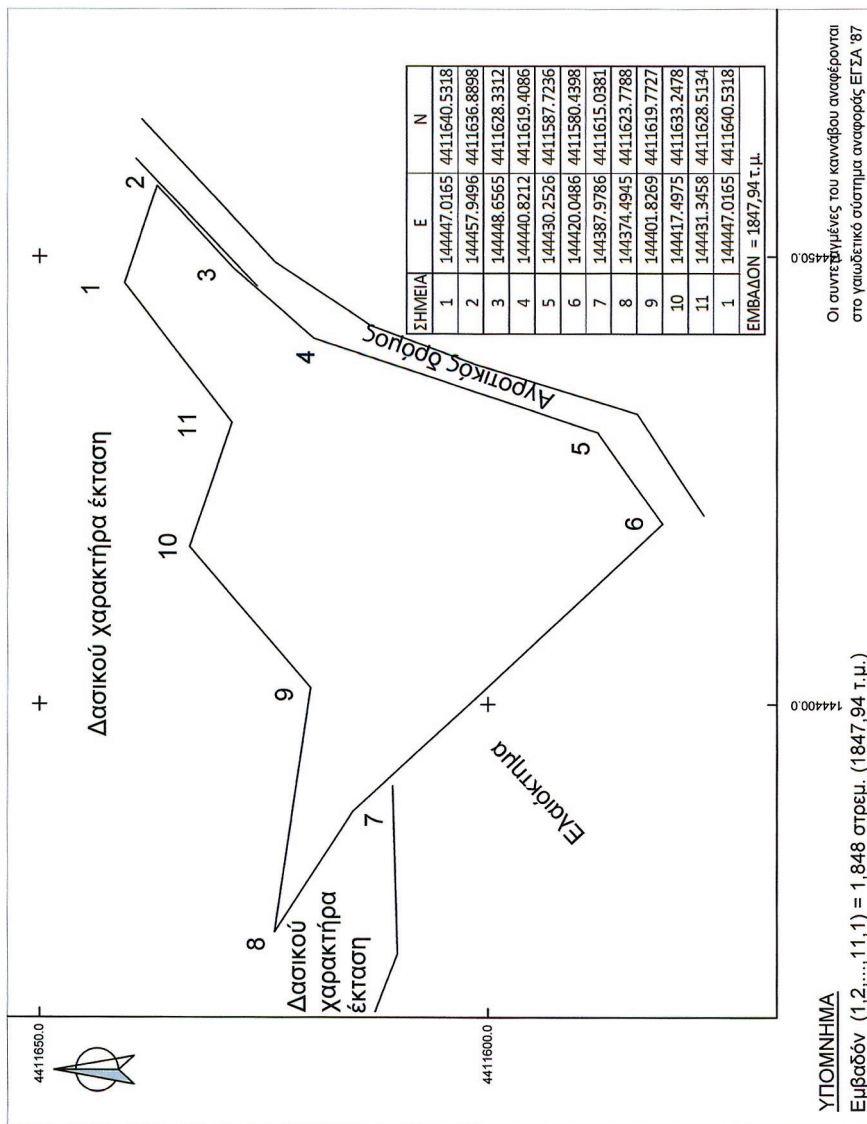 4411650.0
4411600.0
144400.0
144450.0
Δασικού χαρακτήρα έκταση
1
2
3
4
5
6
7
8
9
10
11
Αγροτικός δρόμος
Ελαιόκτημα
Δασικού
χαρακτήρα
έκταση
ΣΗΜΕΙΑ E N
1 144447.0165 4411640.5318
2 144457.9496 4411636.8898
3 144448.6565 4411628.3312
4 144440.8212 4411619.4086
5 144430.2526 4411587.7236
6 144420.0486 4411580.4398
7 144387.9786 4411615.0381
8 144374.4945 4411623.7788
9 144401.8269 4411619.7727
10 144417.4975 4411633.2478
11 144431.3458 4411628.5134
1 144447.0165 4411640.5318
ΕΜΒΑΔΟΝ = 1847,94 τ.μ.
Οι συντεταγμένες του καννάβου αναφέρονται
στο γαιωδετικό σύστημα αναφοράς ΕΓΣΑ '87
ΥΠΟΜΝΗΜΑ
Εμβαδόν (1,2,...,11,1) = 1,848 στρεμ. (1847,94 τ.μ.)